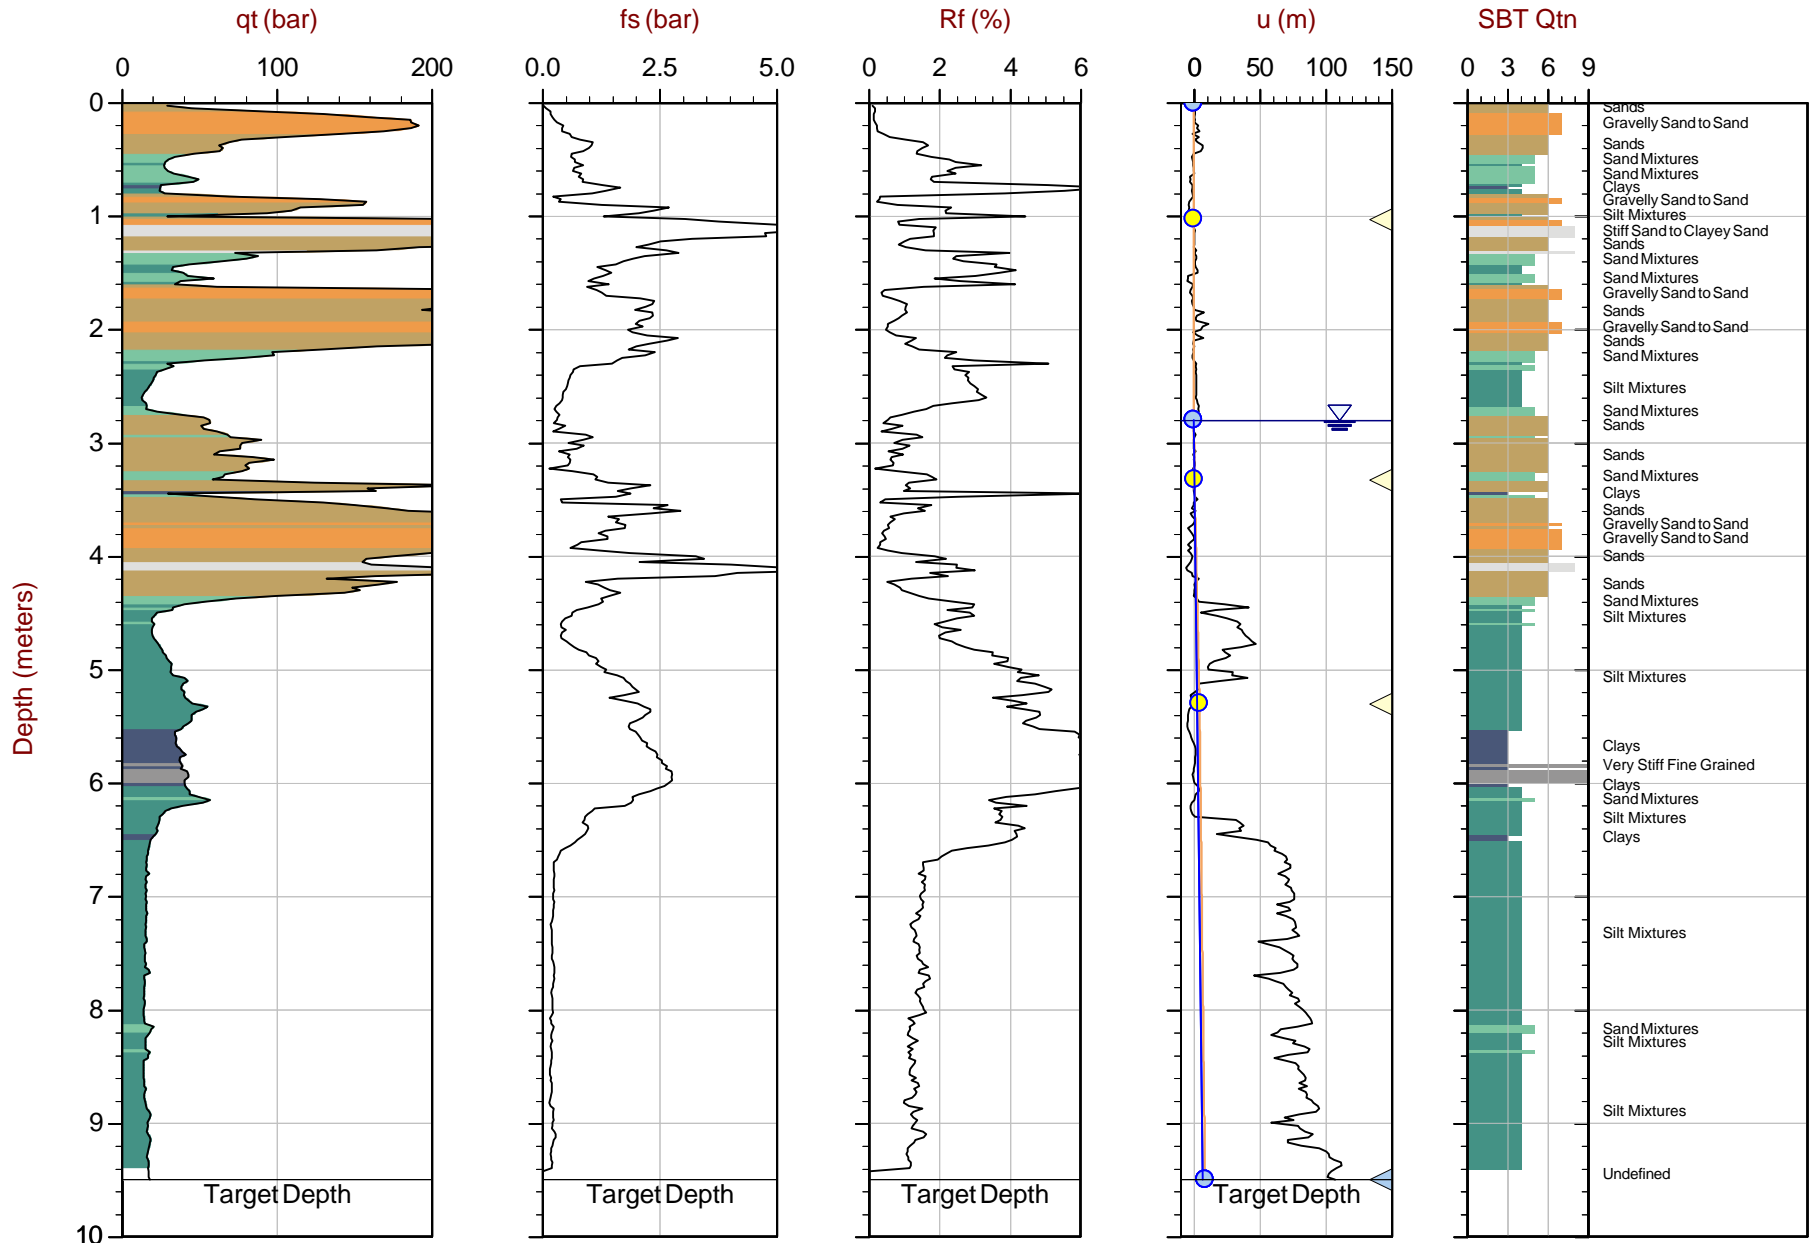 qt (bar)
fs (bar)
Rf (%)
u (m)
SBT Qtn
0 100 200
0.0 2.5 5.0
0 2 4 6
0 50 100 150
0 3 6 9
Depth (meters)
0
1
2
3
4
5
6
7
8
9
10
Sands
Gravelly Sand to Sand
Sands
Sand Mixtures
Sand Mixtures
Clays
Gravelly Sand to Sand
Silt Mixtures
Stiff Sand to Clayey Sand
Sands
Sand Mixtures
Sand Mixtures
Gravelly Sand to Sand
Sands
Gravelly Sand to Sand
Sands
Sand Mixtures
Silt Mixtures
Sand Mixtures
Sands
Sands
Sand Mixtures
Clays
Sands
Gravelly Sand to Sand
Gravelly Sand to Sand
Sands
Sands
Sand Mixtures
Silt Mixtures
Silt Mixtures
Clays
Very Stiff Fine Grained
Clays
Sand Mixtures
Silt Mixtures
Clays
Silt Mixtures
Sand Mixtures
Silt Mixtures
Silt Mixtures
Undefined
Target Depth
Target Depth
Target Depth
Target Depth